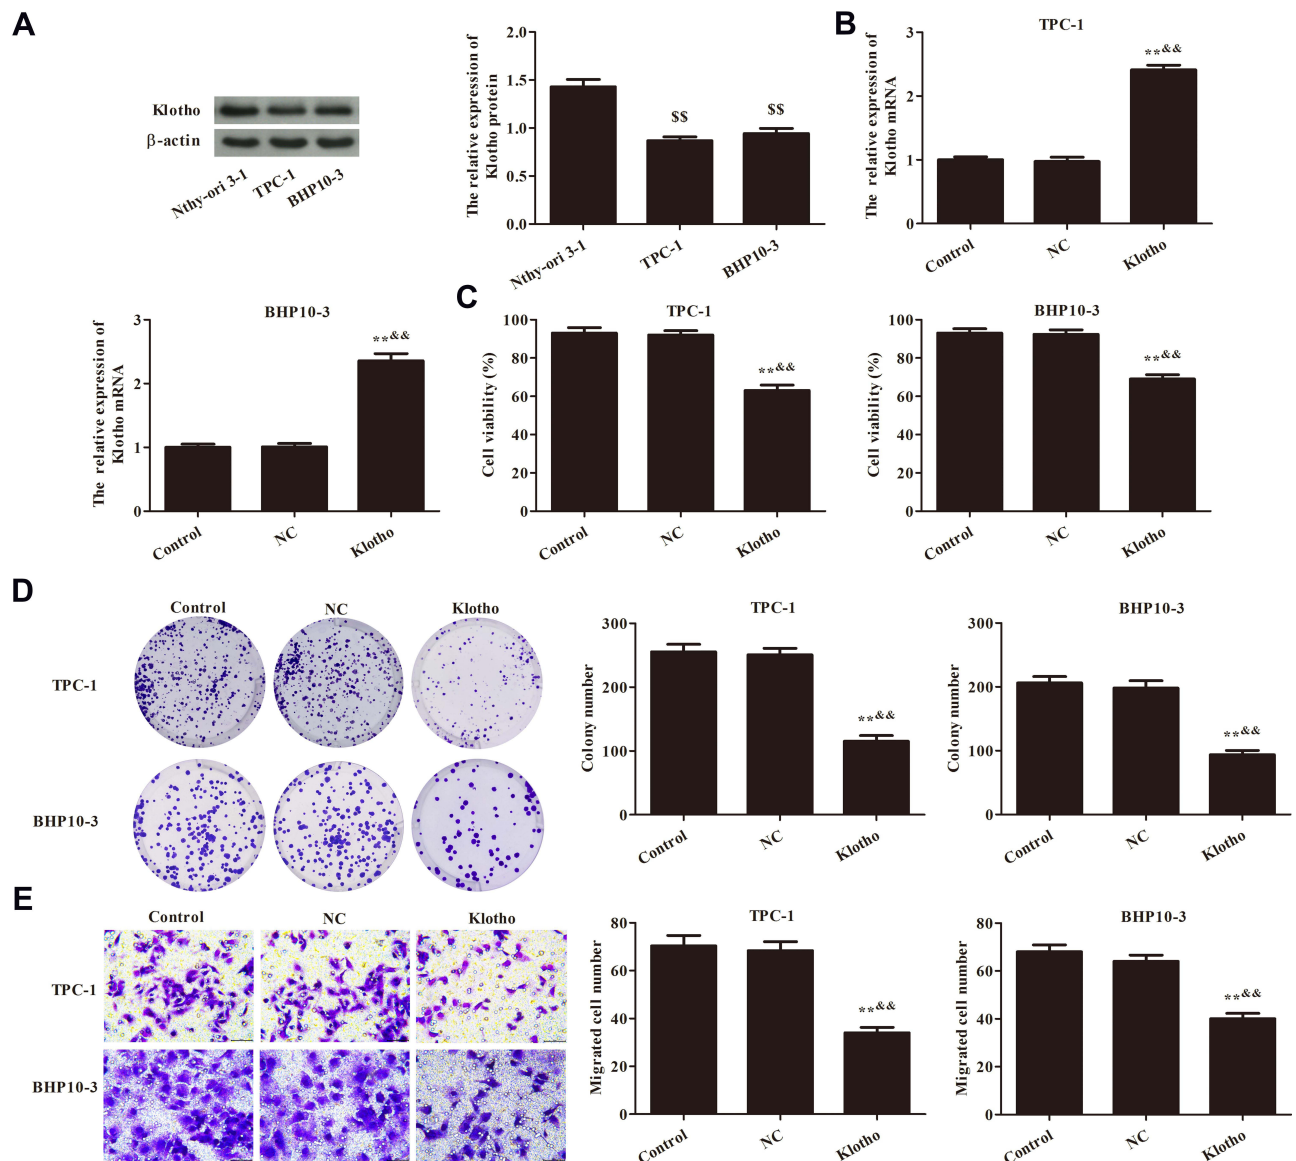 A
Klotho
β-actin
Nthy-ori 3-1
TPC-1
BHP10-3
The relative expression of
Klotho protein
2.0
1.5
1.0
0.5
0.0
$$
$$
Nthy-ori 3-1
TPC-1
BHP10-3
B
TPC-1
The relative expression of
Klotho mRNA
3
2
1
0
**&&
Control
NC
Klotho
BHP10-3
The relative expression of
Klotho mRNA
3
2
1
0
**&&
Control
NC
Klotho
C
TPC-1
Cell viability (%)
100
80
60
40
20
0
**&&
Control
NC
Klotho
BHP10-3
Cell viability (%)
100
80
60
40
20
0
**&&
Control
NC
Klotho
D
Control
NC
Klotho
TPC-1
BHP10-3
TPC-1
Colony number
300
200
100
0
**&&
Control
NC
Klotho
BHP10-3
Colony number
300
200
100
0
**&&
Control
NC
Klotho
E
Control
NC
Klotho
TPC-1
BHP10-3
TPC-1
Migrated cell number
80
60
40
20
0
**&&
Control
NC
Klotho
BHP10-3
Migrated cell number
80
60
40
20
0
**&&
Control
NC
Klotho